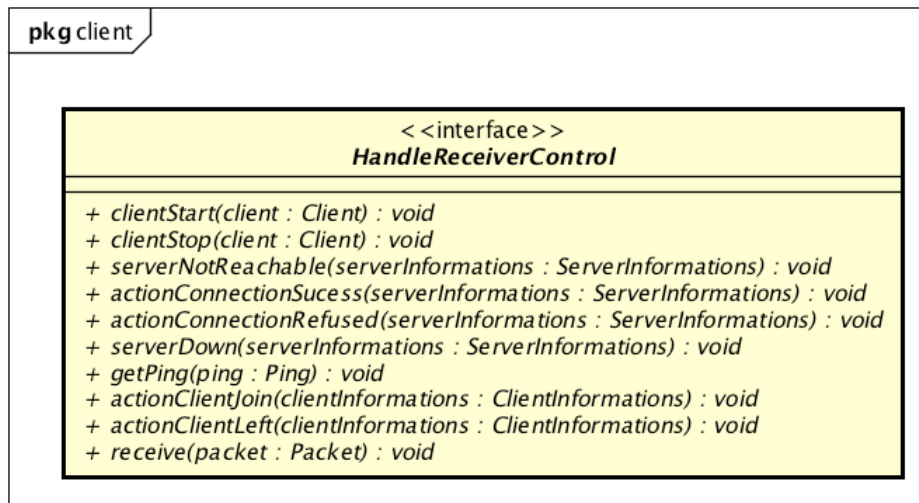 pkg client
<<interface>>
HandleReceiverControl
+ clientStart(client : Client) : void
+ clientStop(client : Client) : void
+ serverNotReachable(serverInformations : ServerInformations) : void
+ actionConnectionSucess(serverInformations : ServerInformations) : void
+ actionConnectionRefused(serverInformations : ServerInformations) : void
+ serverDown(serverInformations : ServerInformations) : void
+ getPing(ping : Ping) : void
+ actionClientJoin(clientInformations : ClientInformations) : void
+ actionClientLeft(clientInformations : ClientInformations) : void
+ receive(packet : Packet) : void